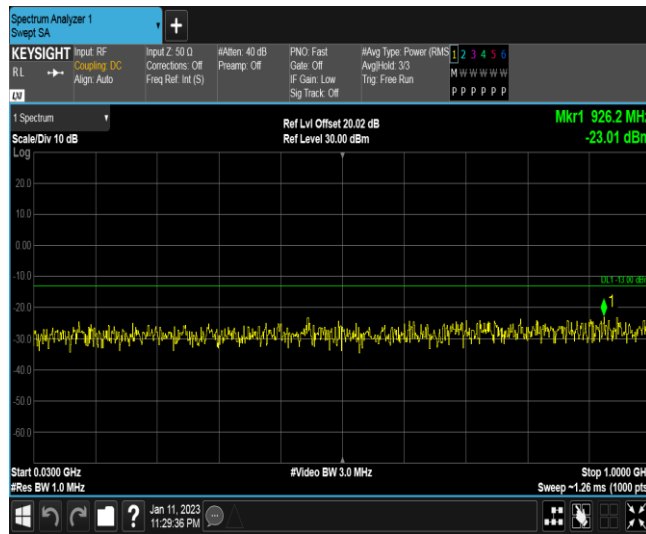 Spectrum Analyzer 1
Swept SA
+
KEYSIGHT
RL
LXI
Input: RF
Coupling: DC
Align: Auto
Input Z: 50 Ω
Corrections: Off
Freq Ref: Int (S)
#Atten: 40 dB
Preamp: Off
PNO: Fast
Gate: Off
IF Gain: Low
Sig Track: Off
#Avg Type: Power (RMS
Avg|Hold: 3/3
Trig: Free Run
1 2 3 4 5 6
M W W W W W
P P P P P P
1 Spectrum
Scale/Div 10 dB
Ref Lvl Offset 20.02 dB
Ref Level 30.00 dBm
Mkr1 926.2 MHz
-23.01 dBm
Log
20.0
10.0
0.00
-10.0
DL1 -13.00 dBm
1
-20.0
-30.0
-40.0
-50.0
-60.0
Start 0.0300 GHz
#Res BW 1.0 MHz
#Video BW 3.0 MHz
Stop 1.0000 GH
Sweep ~1.26 ms (1000 pts
?
Jan 11, 2023
11:29:36 PM